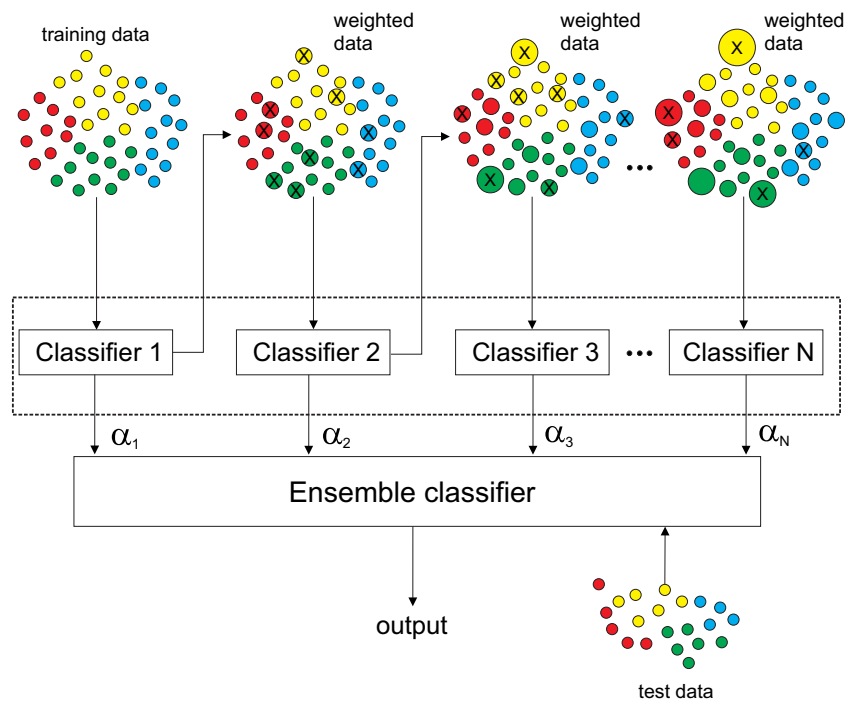 training data
weighted
data
weighted
data
weighted
data
X X X X X X X X X
X X X X X X X X
X X X X X
...
Classifier 1
Classifier 2
Classifier 3
...
Classifier N
α1
α2
α3
αN
Ensemble classifier
output
test data